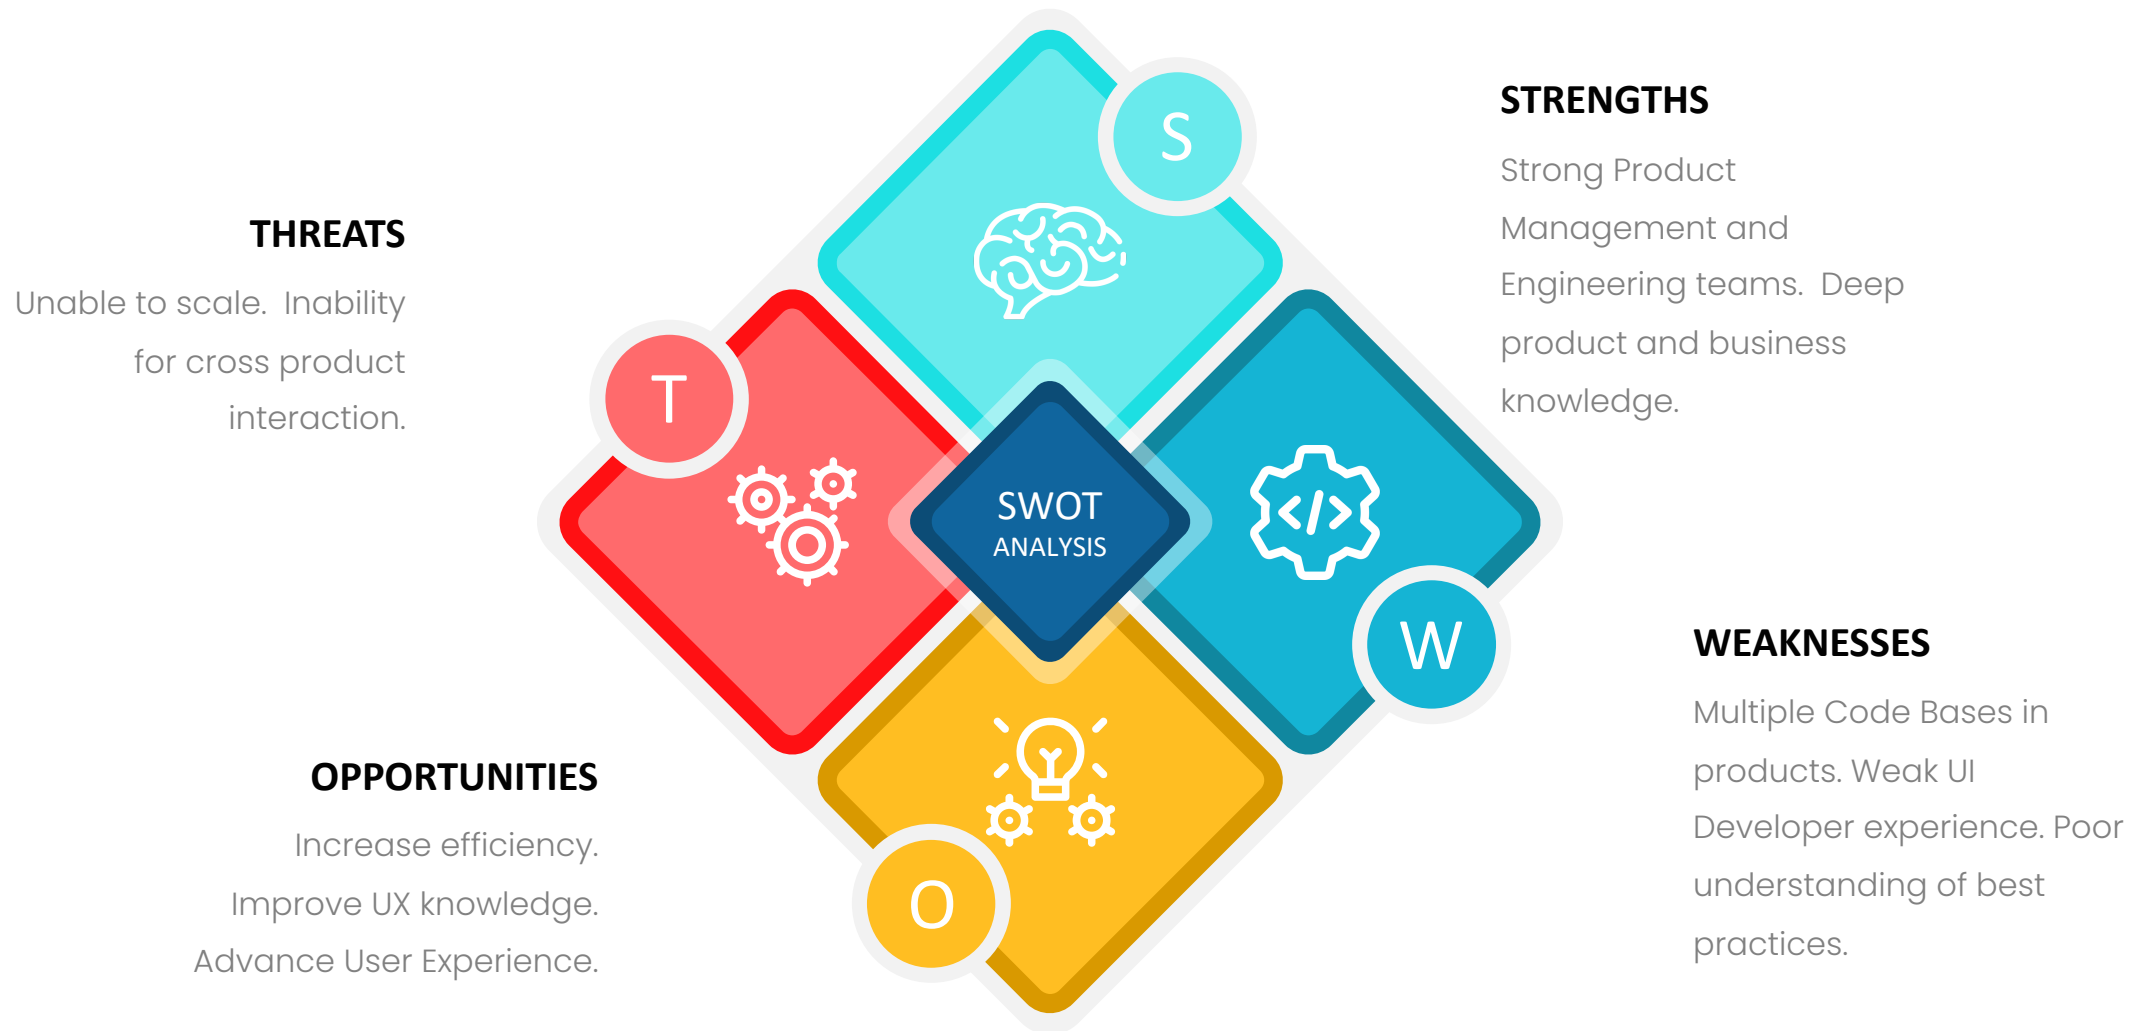 S
STRENGTHS
Strong Product
Management and
Engineering teams.  Deep
product and business
knowledge.
THREATS
Unable to scale.  Inability
for cross product
interaction.
T
SWOT
ANALYSIS
</>
W
WEAKNESSES
Multiple Code Bases in
products. Weak UI
Developer experience. Poor
understanding of best
practices.
OPPORTUNITIES
Increase efficiency.
Improve UX knowledge.
Advance User Experience.
O